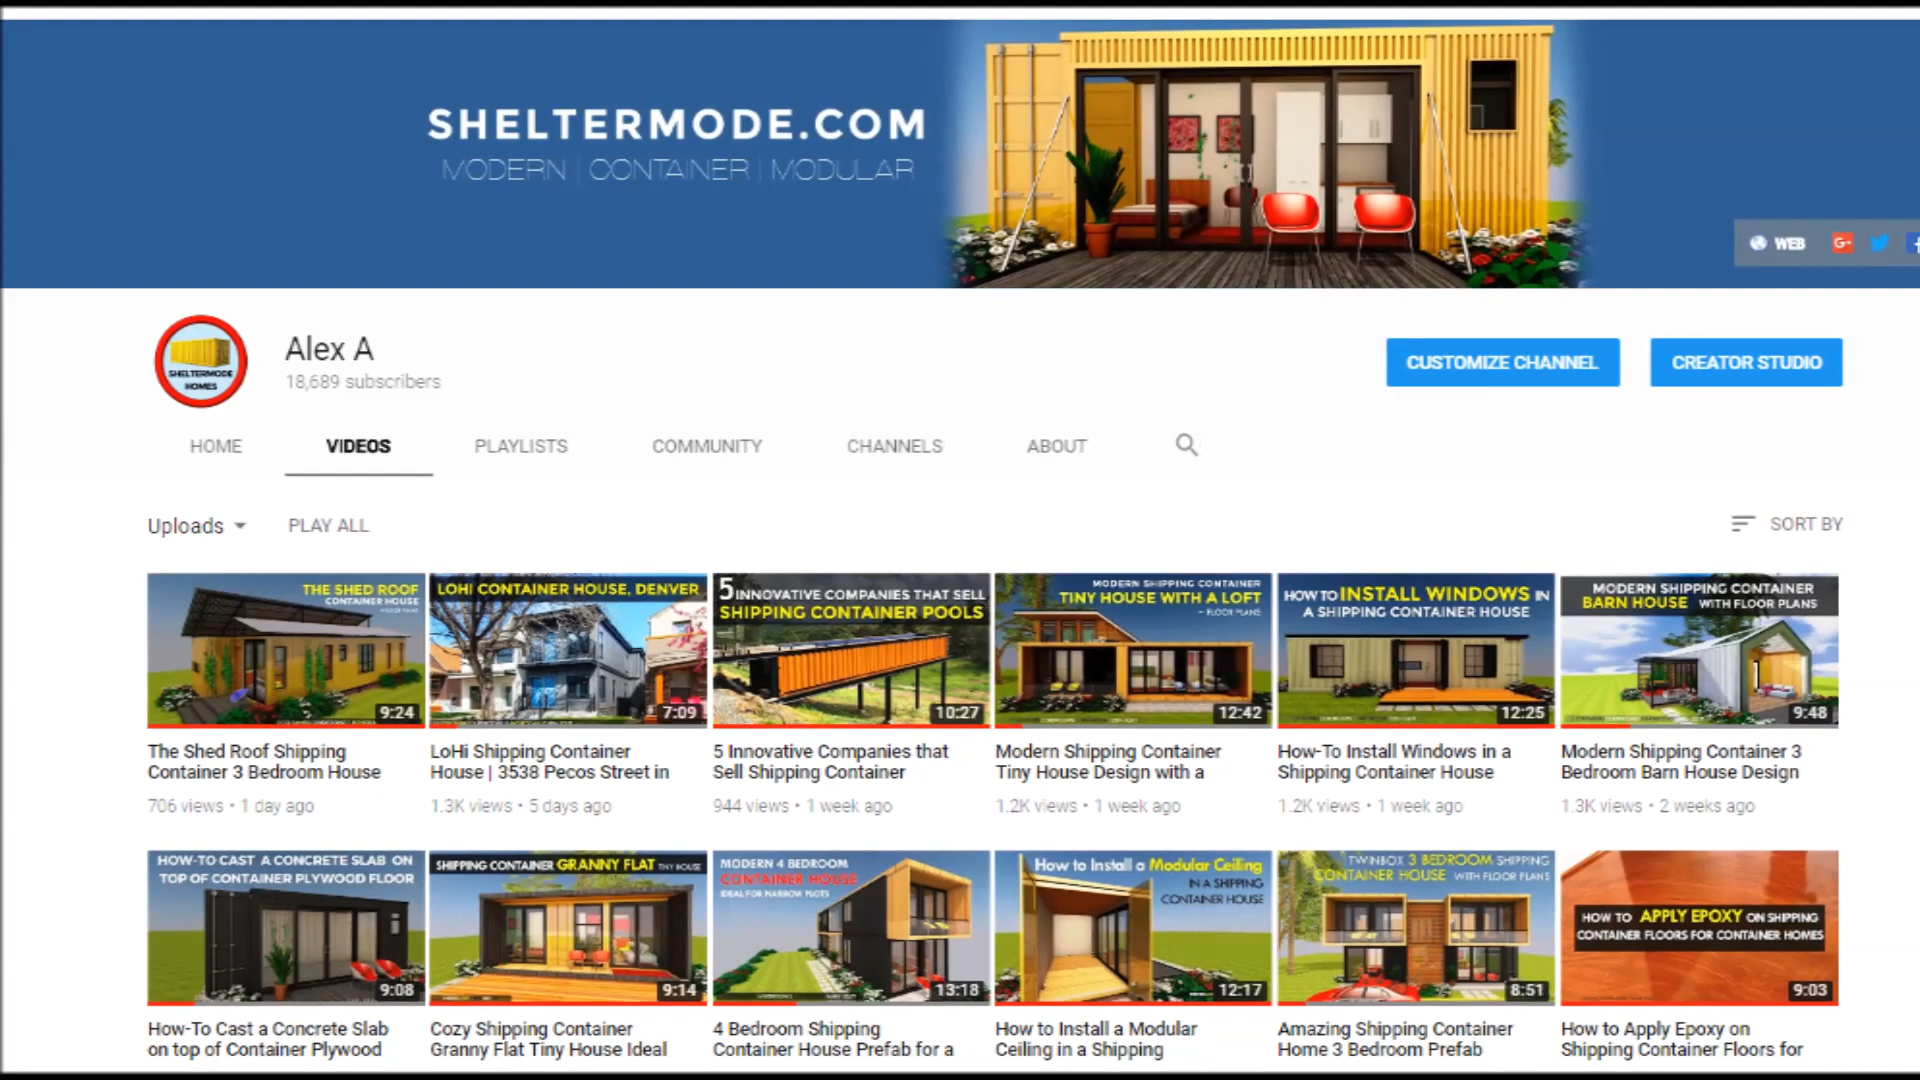 SHELTERMODE.COM
MODERN | CONTAINER | MODULAR
WEB
G+
SHELTERMODE
HOMES
Alex A
18,689 subscribers
CUSTOMIZE CHANNEL
CREATOR STUDIO
HOME
VIDEOS
PLAYLISTS
COMMUNITY
CHANNELS
ABOUT
Uploads
PLAY ALL
SORT BY
THE SHED ROOF
CONTAINER HOUSE
9:24
LOHI CONTAINER HOUSE, DENVER
7:09
5 INNOVATIVE COMPANIES THAT SELL
SHIPPING CONTAINER POOLS
10:27
MODERN SHIPPING CONTAINER
TINY HOUSE WITH A LOFT
+ FLOOR PLANS
12:42
HOW TO INSTALL WINDOWS IN
A SHIPPING CONTAINER HOUSE
12:25
MODERN SHIPPING CONTAINER
BARN HOUSE WITH FLOOR PLANS
9:48
The Shed Roof Shipping
Container 3 Bedroom House
706 views • 1 day ago
LoHi Shipping Container
House | 3538 Pecos Street in
1.3K views • 5 days ago
5 Innovative Companies that
Sell Shipping Container
944 views • 1 week ago
Modern Shipping Container
Tiny House Design with a
1.2K views • 1 week ago
How-To Install Windows in a
Shipping Container House
1.2K views • 1 week ago
Modern Shipping Container 3
Bedroom Barn House Design
1.3K views • 2 weeks ago
HOW-TO CAST A CONCRETE SLAB ON
TOP OF CONTAINER PLYWOOD FLOOR
9:08
SHIPPING CONTAINER GRANNY FLAT TINY HOUSE
9:14
MODERN 4 BEDROOM
CONTAINER HOUSE
IDEAL FOR NARROW PLOTS
13:18
How to Install a Modular Ceiling
IN A SHIPPING
CONTAINER HOUSE
12:17
TWINBOX 3 BEDROOM SHIPPING
CONTAINER HOUSE WITH FLOOR PLANS
8:51
HOW TO APPLY EPOXY ON SHIPPING
CONTAINER FLOORS FOR CONTAINER HOMES
9:03
How-To Cast a Concrete Slab
on top of Container Plywood
Cozy Shipping Container
Granny Flat Tiny House Ideal
4 Bedroom Shipping
Container House Prefab for a
How to Install a Modular
Ceiling in a Shipping
Amazing Shipping Container
Home 3 Bedroom Prefab
How to Apply Epoxy on
Shipping Container Floors for